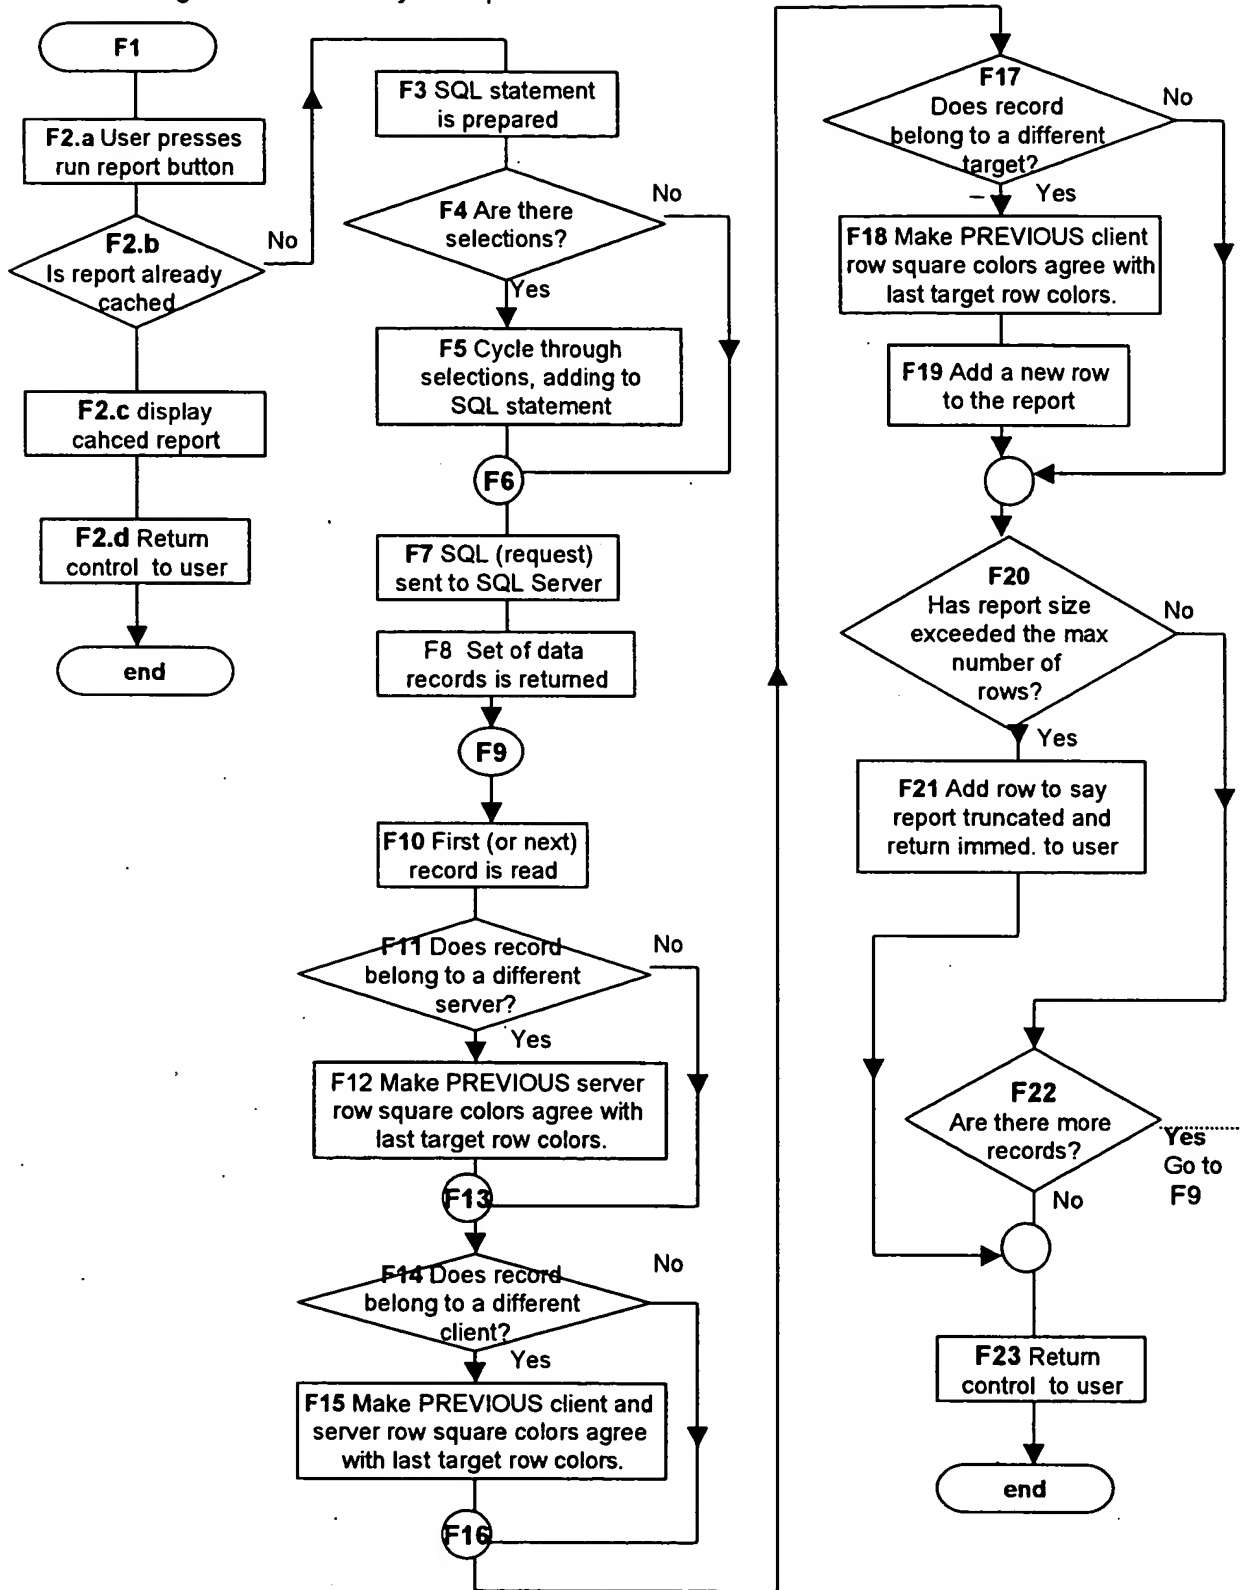 F1
F2.a User presses
run report button
F2.b
Is report already
cached
No
F2.c display
cahced report
F2.d Return
control to user
end
F3 SQL statement
is prepared
F4 Are there
selections?
No
Yes
F5 Cycle through
selections, adding to
SQL statement
F6
F7 SQL (request)
sent to SQL Server
F8 Set of data
records is returned
F9
F10 First (or next)
record is read
F11 Does record
belong to a different
server?
No
Yes
F12 Make PREVIOUS server
row square colors agree with
last target row colors.
F13
F14 Does record
belong to a different
client?
No
Yes
F15 Make PREVIOUS client and
server row square colors agree
with last target row colors.
F16
F17
Does record
belong to a different
target?
No
Yes
F18 Make PREVIOUS client
row square colors agree with
last target row colors.
F19 Add a new row
to the report
F20
Has report size
exceeded the max
number of
rows?
No
Yes
F21 Add row to say
report truncated and
return immed. to user
F22
Are there more
records?
Yes
Go to
F9
No
F23 Return
control to user
end